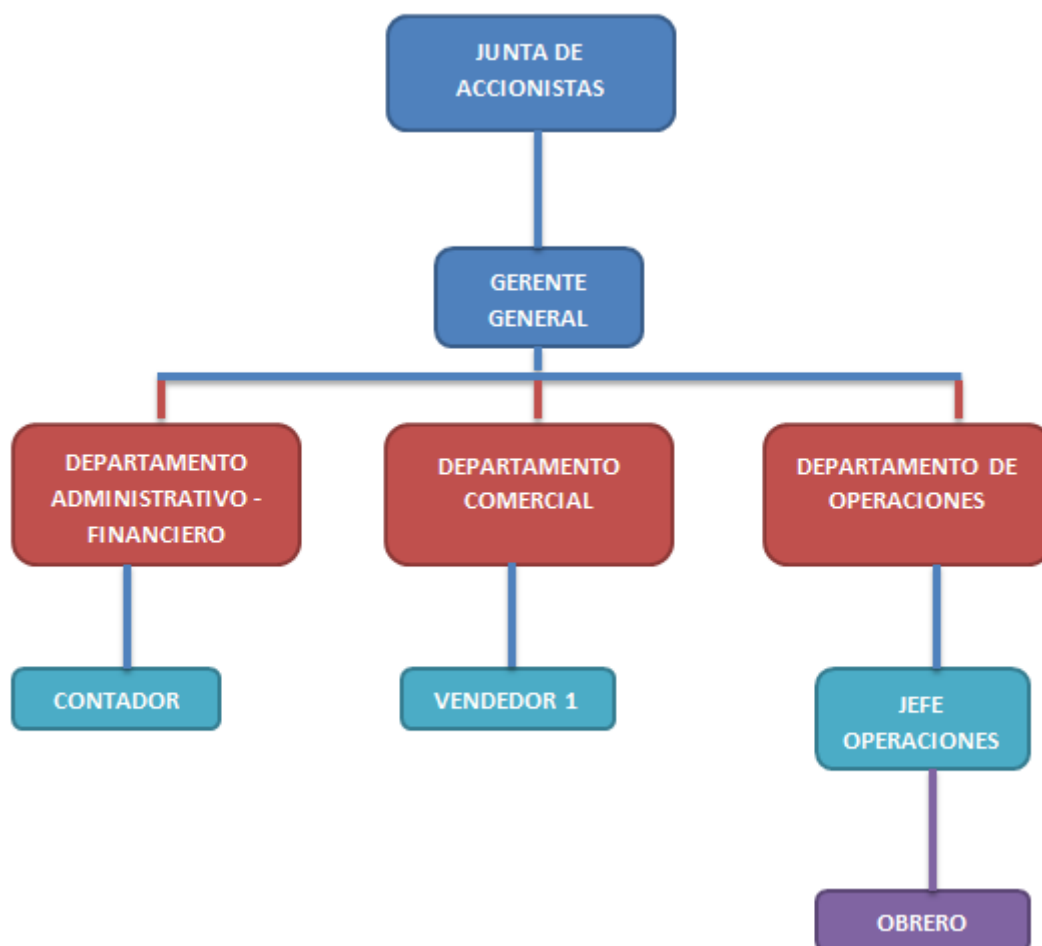 JUNTA DE
ACCIONISTAS
GERENTE
GENERAL
DEPARTAMENTO
ADMINISTRATIVO -
FINANCIERO
DEPARTAMENTO
COMERCIAL
DEPARTAMENTO DE
OPERACIONES
CONTADOR
VENDEDOR 1
JEFE
OPERACIONES
OBRERO